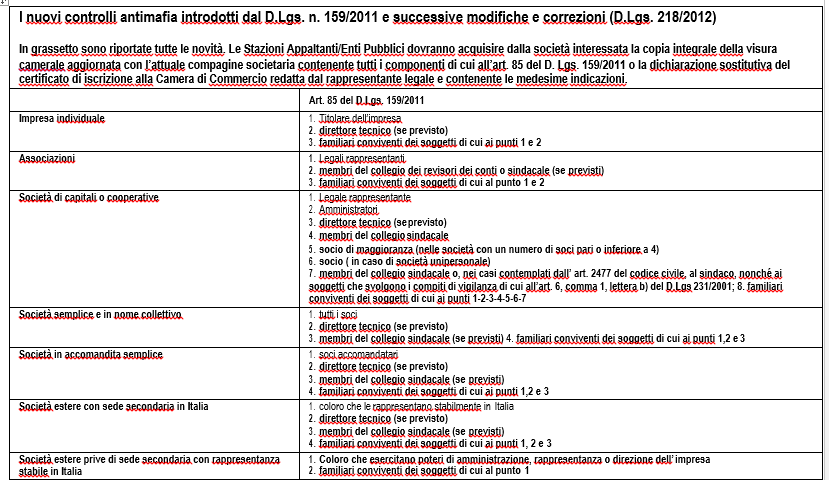 I nuovi controlli antimafia introdotti dal D.Lgs. n. 159/2011 e successive modifiche e correzioni (D.Lgs. 218/2012)
In grassetto sono riportate tutte le novità. Le Stazioni Appaltanti/Enti Pubblici dovranno acquisire dalla società interessata la copia integrale della visura
camerale aggiornata con l'attuale compagine societaria contenente tutti i componenti di cui all'art. 85 del D. Lgs. 159/2011 o la dichiarazione sostitutiva del
certificato di iscrizione alla Camera di Commercio redatta dal rappresentante legale e contenente le medesime indicazioni.
Art. 85 del D.Lgs. 159/2011
Impresa individuale
1. Titolare dell'impresa
2. direttore tecnico (se previsto)
3. familiari conviventi dei soggetti di cui ai punti 1 e 2
Associazioni
1. Legali rappresentanti
2. membri del collegio dei revisori dei conti o sindacale (se previsti)
3. familiari conviventi dei soggetti di cui al punto 1 e 2
Società di capitali o cooperative
1. Legale rappresentante
2. Amministratori
3. direttore tecnico (se previsto)
4. membri del collegio sindacale
5. socio di maggioranza (nelle società con un numero di soci pari o inferiore a 4)
6. socio ( in caso di società unipersonale)
7. membri del collegio sindacale o, nei casi contemplati dall' art. 2477 del codice civile, al sindaco, nonché ai
soggetti che svolgono i compiti di vigilanza di cui all'art. 6, comma 1, lettera b) del D.Lgs 231/2001; 8. familiari
conviventi dei soggetti di cui ai punti 1-2-3-4-5-6-7
Società semplice e in nome collettivo
1. tutti i soci
2. direttore tecnico (se previsto)
3. membri del collegio sindacale (se previsti) 4. familiari conviventi dei soggetti di cui ai punti 1,2 e 3
Società in accomandita semplice
1. soci accomandatari
2. direttore tecnico (se previsto)
3. membri del collegio sindacale (se previsti)
4. familiari conviventi dei soggetti di cui ai punti 1,2 e 3
Società estere con sede secondaria in Italia
1. coloro che le rappresentano stabilmente in Italia
2. direttore tecnico (se previsto)
3. membri del collegio sindacale (se previsti)
4. familiari conviventi dei soggetti di cui ai punti 1, 2 e 3
Società estere prive di sede secondaria con rappresentanza
stabile in Italia
1. Coloro che esercitano poteri di amministrazione, rappresentanza o direzione dell' impresa
2. familiari conviventi dei soggetti di cui al punto 1